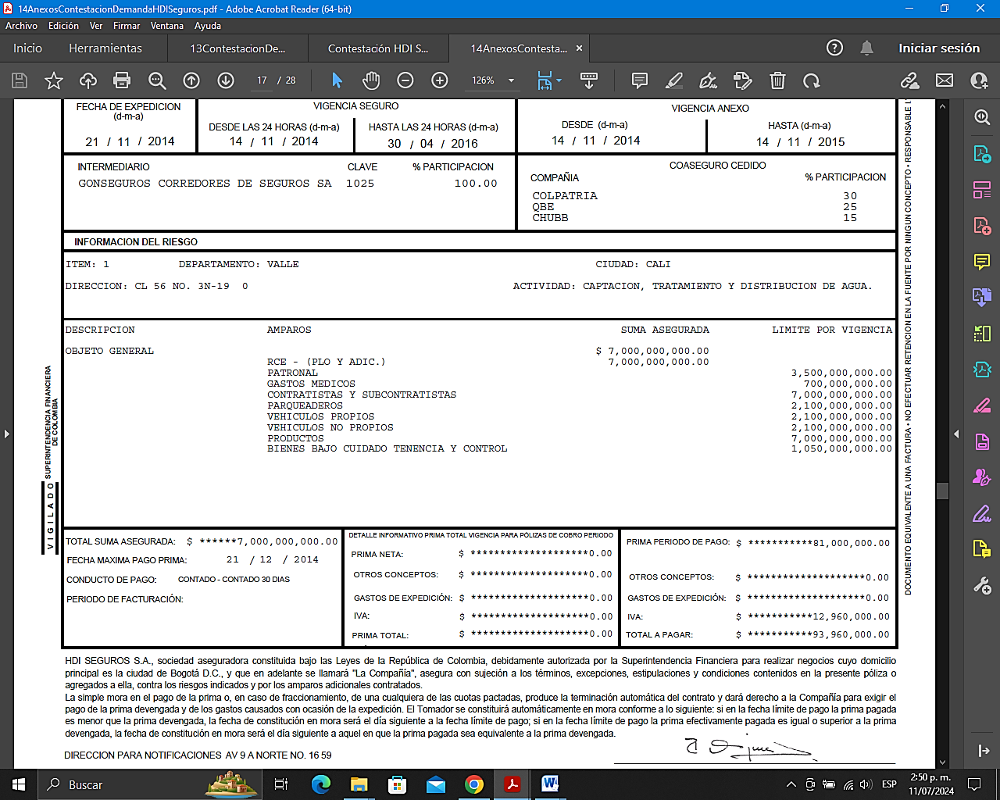 14AnexosContestacionDemandaHDISeguros.pdf - Adobe Acrobat Reader (64-bit)
Archivo Edición Ver Firmar Ventana Ayuda
Inicio Herramientas 13ContestacionDe... Contestación HDI S... 14AnexosContesta... Iniciar sesión
17 / 28 126%
FECHA DE EXPEDICION
(d-m-a)
21 / 11 / 2014
VIGENCIA SEGURO
DESDE LAS 24 HORAS (d-m-a) HASTA LAS 24 HORAS (d-m-a)
14 / 11 / 2014 30 / 04 / 2016
VIGENCIA ANEXO
DESDE (d-m-a) HASTA (d-m-a)
14 / 11 / 2014 14 / 11 / 2015
INTERMEDIARIO CLAVE % PARTICIPACION
GONSEGUROS CORREDORES DE SEGUROS SA 1025 100.00
COASEGURO CEDIDO
COMPAÑIA % PARTICIPACION
COLPATRIA 30
QBE 25
CHUBB 15
INFORMACION DEL RIESGO
ITEM: 1 DEPARTAMENTO: VALLE CIUDAD: CALI
DIRECCION: CL 56 NO. 3N-19 0 ACTIVIDAD: CAPTACION, TRATAMIENTO Y DISTRIBUCION DE AGUA.
DESCRIPCION AMPAROS SUMA ASEGURADA LIMITE POR VIGENCIA
OBJETO GENERAL $ 7,000,000,000.00
RCE - (PLO Y ADIC.) 7,000,000,000.00
PATRONAL 3,500,000,000.00
GASTOS MEDICOS 700,000,000.00
CONTRATISTAS Y SUBCONTRATISTAS 7,000,000,000.00
PARQUEADEROS 2,100,000,000.00
VEHICULOS PROPIOS 2,100,000,000.00
VEHICULOS NO PROPIOS 2,100,000,000.00
PRODUCTOS 7,000,000,000.00
BIENES BAJO CUIDADO TENENCIA Y CONTROL 1,050,000,000.00
VIGILADO SUPERINTENDENCIA FINANCIERA
DE COLOMBIA
DOCUMENTO EQUIVALENTE A UNA FACTURA • NO EFECTUAR RETENCION EN LA FUENTE POR NINGUN CONCEPTO • RESPONSABLE
TOTAL SUMA ASEGURADA: $ ******7,000,000,000.00
FECHA MAXIMA PAGO PRIMA: 21 / 12 / 2014
CONDUCTO DE PAGO: CONTADO - CONTADO 30 DIAS
PERIODO DE FACTURACIÓN:
DETALLE INFORMATIVO PRIMA TOTAL VIGENCIA PARA PÓLIZAS DE COBRO PERIODO
PRIMA NETA: $ ********************0.00
OTROS CONCEPTOS: $ ********************0.00
GASTOS DE EXPEDICIÓN: $ ********************0.00
IVA: $ ********************0.00
PRIMA TOTAL: $ ********************0.00
PRIMA PERIODO DE PAGO: $ ***********81,000,000.00
OTROS CONCEPTOS: $ ********************0.00
GASTOS DE EXPEDICIÓN: $ ********************0.00
IVA: $ ***********12,960,000.00
TOTAL A PAGAR: $ ***********93,960,000.00
HDI SEGUROS S.A., sociedad aseguradora constituida bajo las Leyes de la República de Colombia, debidamente autorizada por la Superintendencia Financiera para realizar negocios cuyo domicilio
principal es la ciudad de Bogotá D.C., y que en adelante se llamará "La Compañía", asegura con sujeción a los términos, excepciones, estipulaciones y condiciones contenidos en la presente póliza o
agregados a ella, contra los riesgos indicados y por los amparos adicionales contratados.
La simple mora en el pago de la prima o, en caso de fraccionamiento, de una cualquiera de las cuotas pactadas, produce la terminación automática del contrato y dará derecho a la Compañía para exigir el
pago de la prima devengada y de los gastos causados con ocasión de la expedición. El Tomador se constituirá automáticamente en mora conforme a lo siguiente: si en la fecha límite de pago la prima pagada
es menor que la prima devengada, la fecha de constitución en mora será el día siguiente a la fecha límite de pago; si en la fecha límite de pago la prima efectivamente pagada es igual o superior a la prima
devengada, la fecha de constitución en mora será el día siguiente a aquel en que la prima pagada sea equivalente a la prima devengada.
DIRECCION PARA NOTIFICACIONES AV 9 A NORTE NO. 16 59
Buscar ESP 2:50 p. m.
11/07/2024